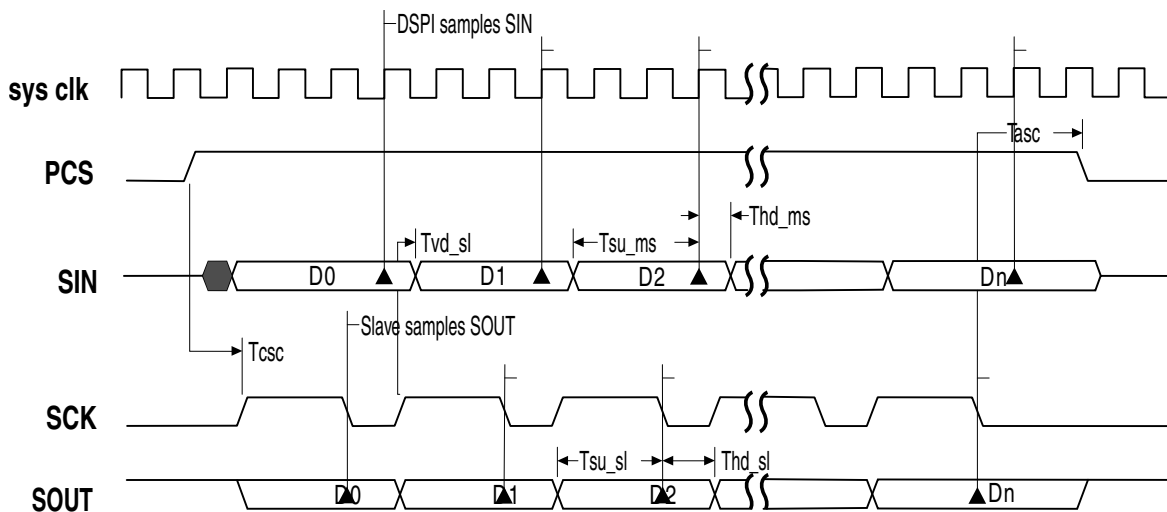 DSPI samples SIN
sys clk
Tasc
PCS
Thd_ms
Tvd_sl
Tsu_ms
SIN
D0
D1
D2
Dn
Slave samples SOUT
Tcsc
SCK
Tsu_sl
Thd_sl
SOUT
D0
D1
D2
Dn